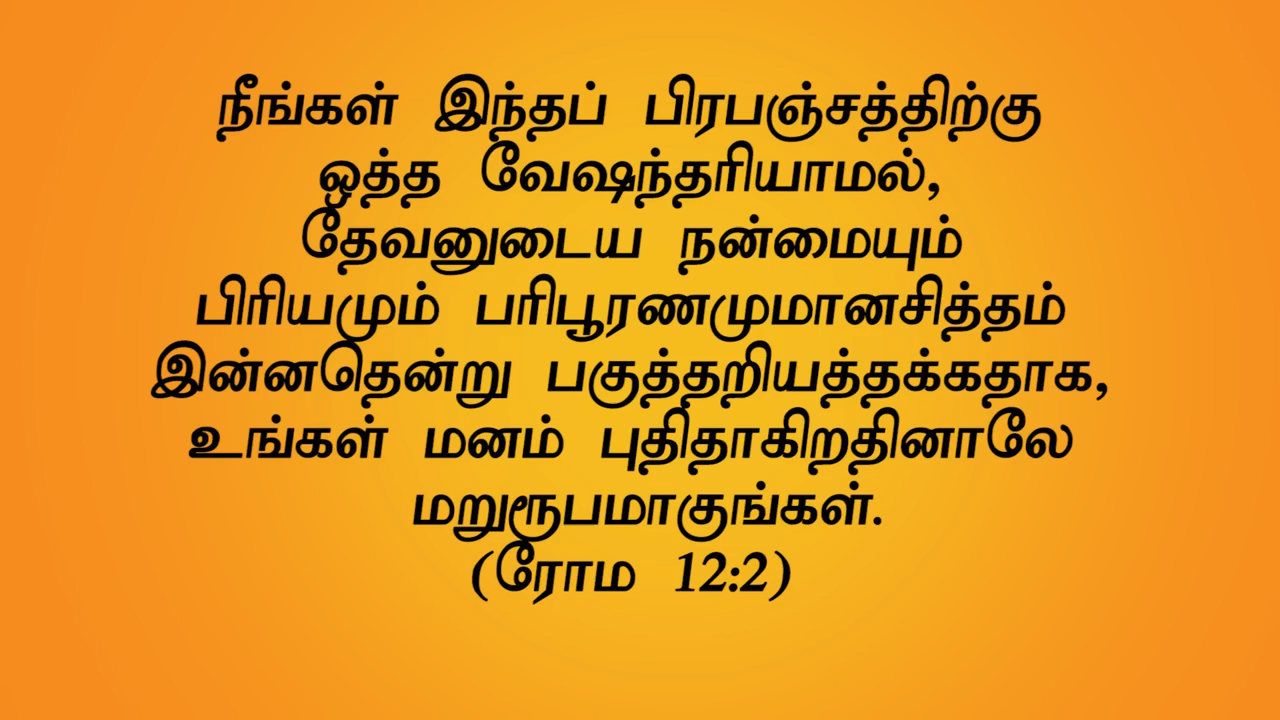 நீங்கள் இந்தப் பிரபஞ்சத்திற்கு
ஒத்த வேஷந்தரியாமல்,
தேவனுடைய நன்மையும்
பிரியமும் பரிபூரணமுமானசித்தம்
இன்னதென்று பகுத்தறியத்தக்கதாக,
உங்கள் மனம் புதிதாகிறதினாலே
மறுரூபமாகுங்கள்.
(ரோம 12:2)